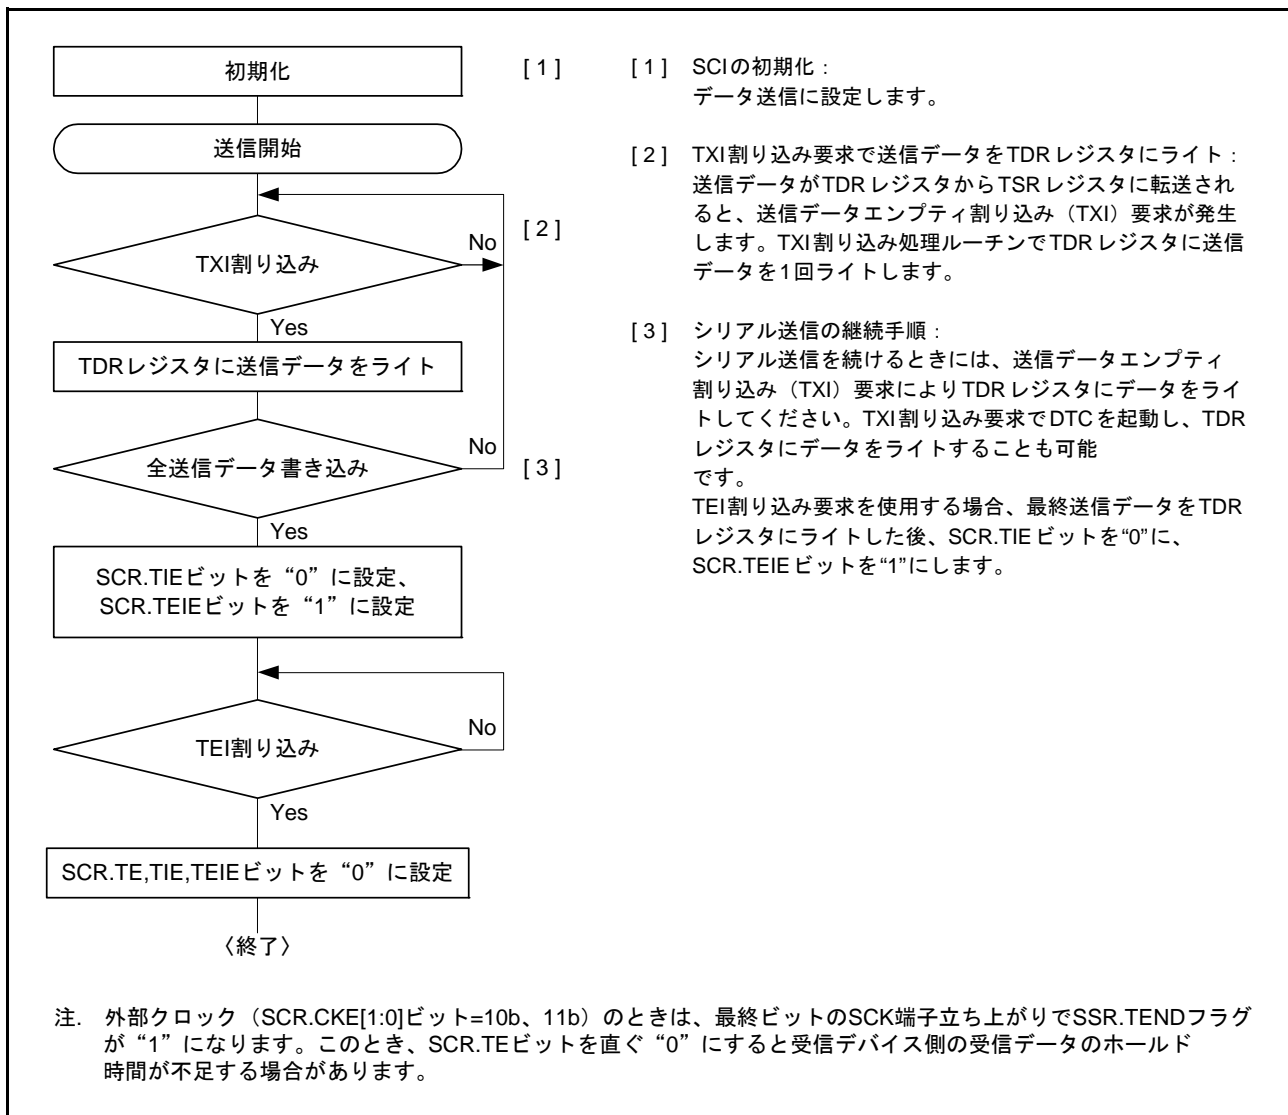 初期化
[ 1 ]
送信開始
[ 2 ]
TXI割り込み
No
Yes
TDRレジスタに送信データをライト
全送信データ書き込み
No
[ 3 ]
Yes
SCR.TIEビットを“0”に設定、
SCR.TEIEビットを“1”に設定
TEI割り込み
No
Yes
SCR.TE,TIE,TEIEビットを“0”に設定
〈終了〉
[ 1 ] SCIの初期化：
データ送信に設定します。
[ 2 ] TXI割り込み要求で送信データをTDRレジスタにライト：
送信データがTDRレジスタからTSRレジスタに転送され
ると、送信データエンプティ割り込み（TXI）要求が発生
します。TXI割り込み処理ルーチンでTDRレジスタに送信
データを1回ライトします。
[ 3 ] シリアル送信の継続手順：
シリアル送信を続けるときには、送信データエンプティ
割り込み（TXI）要求によりTDRレジスタにデータをライ
トしてください。TXI割り込み要求でDTCを起動し、TDR
レジスタにデータをライトすることも可能
です。
TEI割り込み要求を使用する場合、最終送信データをTDR
レジスタにライトした後、SCR.TIEビットを“0”に、
SCR.TEIEビットを“1”にします。
注. 外部クロック（SCR.CKE[1:0]ビット=10b、11b）のときは、最終ビットのSCK端子立ち上がりでSSR.TENDフラグ
が“1”になります。このとき、SCR.TEビットを直ぐ“0”にすると受信デバイス側の受信データのホールド
時間が不足する場合があります。